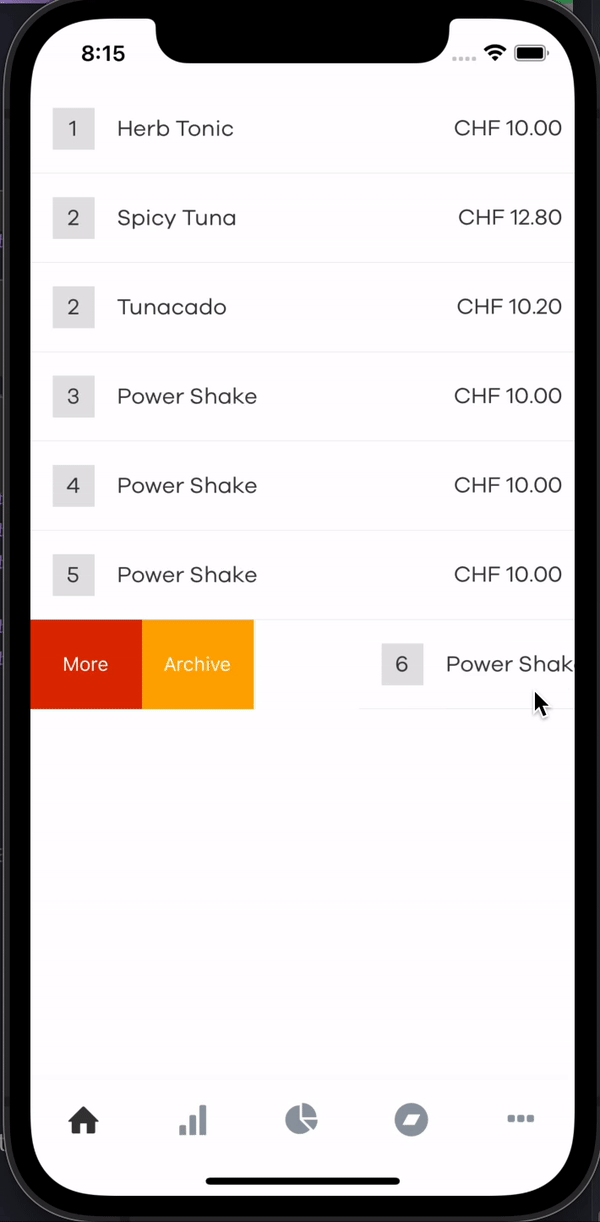 8:15
1 Herb Tonic CHF 10.00
2 Spicy Tuna CHF 12.80
2 Tunacado CHF 10.20
3 Power Shake CHF 10.00
4 Power Shake CHF 10.00
5 Power Shake CHF 10.00
More Archive 6 Power Shak